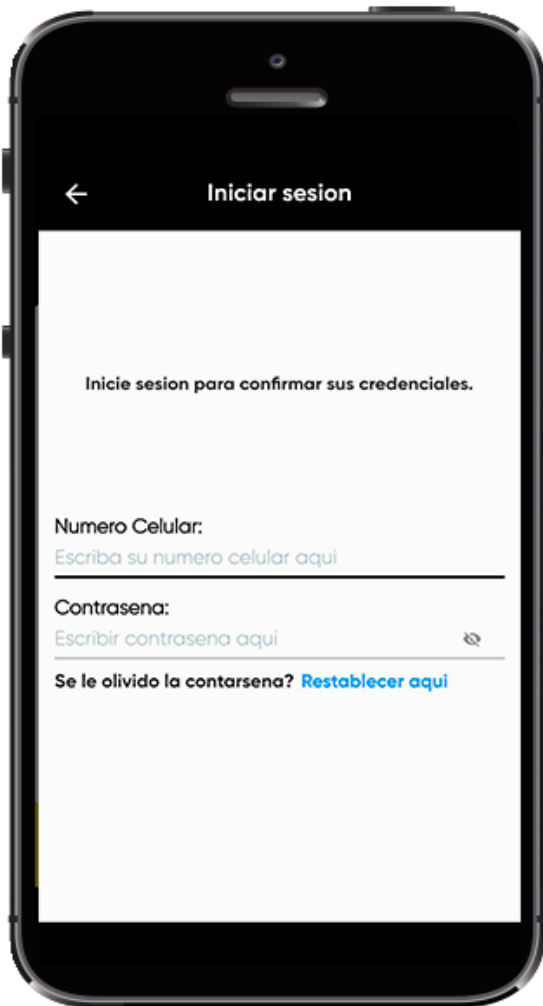 Iniciar sesion
Inicie sesion para confirmar sus credenciales.
Numero Celular:
Escriba su numero celular aqui
Contrasena:
Escribir contrasena aqui
Se le olivido la contarsena? Restablecer aqui